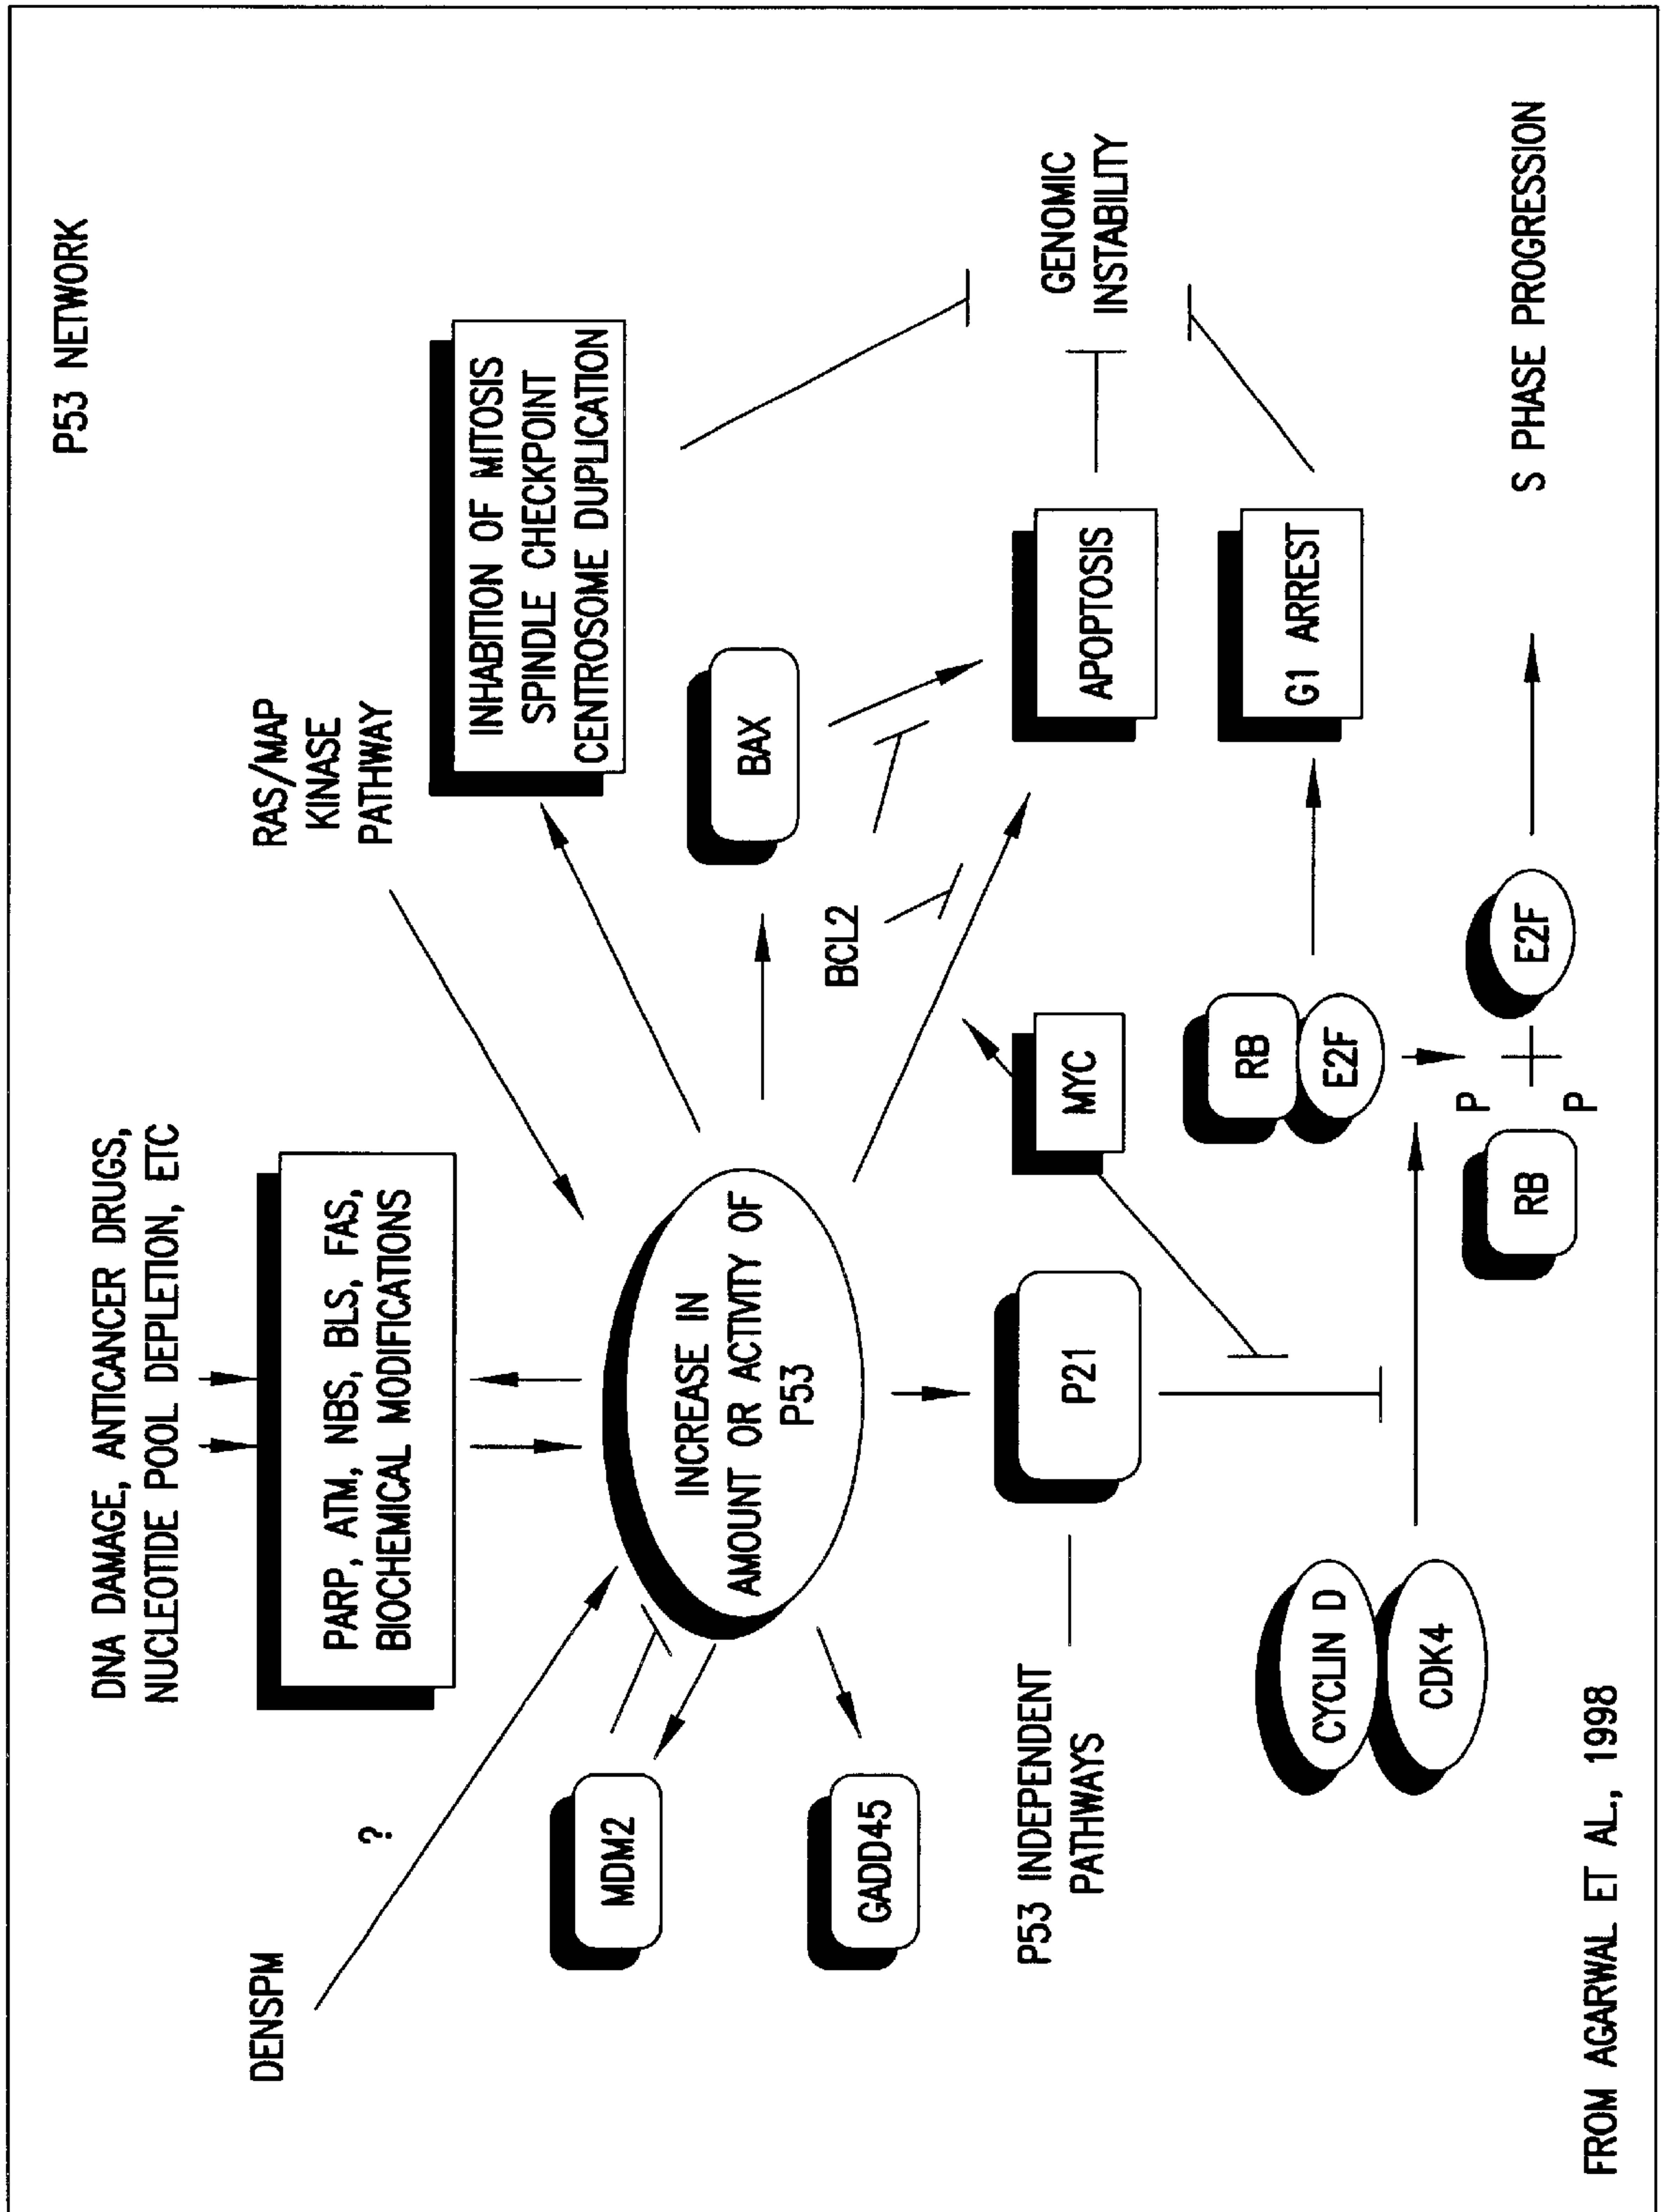 P53 NETWORK
DNA DAMAGE, ANTICANCER DRUGS,
NUCLEOTIDE POOL DEPLETION, ETC
DENSPM
?
PARP, ATM, NBS, BLS, FAS,
BIOCHEMICAL MODIFICATIONS
RAS/MAP
KINASE
PATHWAY
INHABITION OF MITOSIS
SPINDLE CHECKPOINT
CENTROSOME DUPLICATION
MDM2
INCREASE IN
AMOUNT OR ACTIVITY OF
P53
BAX
GADD45
BCL2
P53 INDEPENDENT
PATHWAYS
P21
MYC
APOPTOSIS
GENOMIC
INSTABILITY
CYCLIN D
CDK4
RB
E2F
G1 ARREST
P
RB
P
E2F
S PHASE PROGRESSION
FROM AGARWAL ET AL., 1998